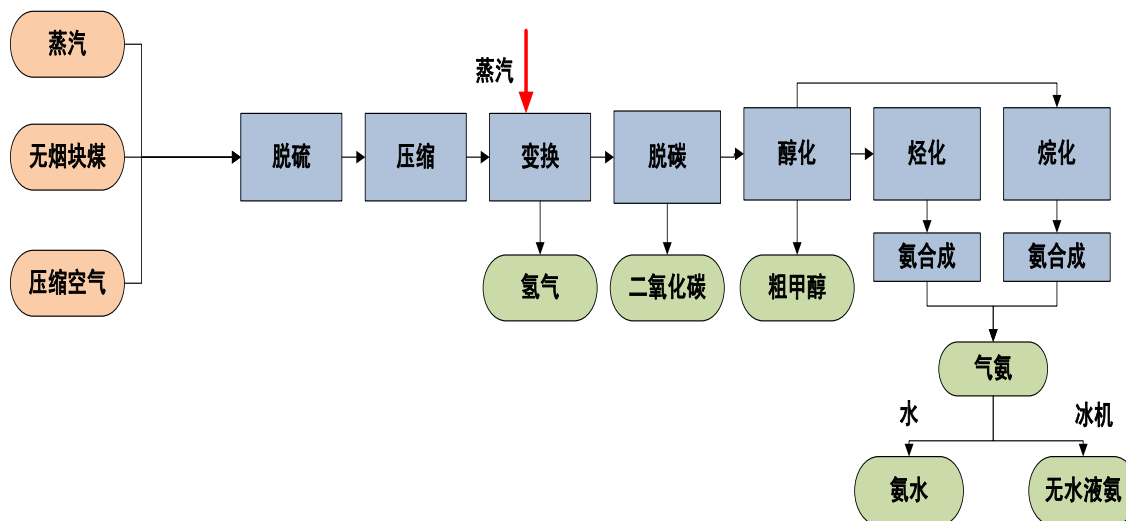 蒸汽
无烟块煤
压缩空气
蒸汽
脱硫
压缩
变换
脱碳
醇化
烃化
烷化
氢气
二氧化碳
粗甲醇
氨合成
氨合成
气氨
水
冰机
氨水
无水液氨